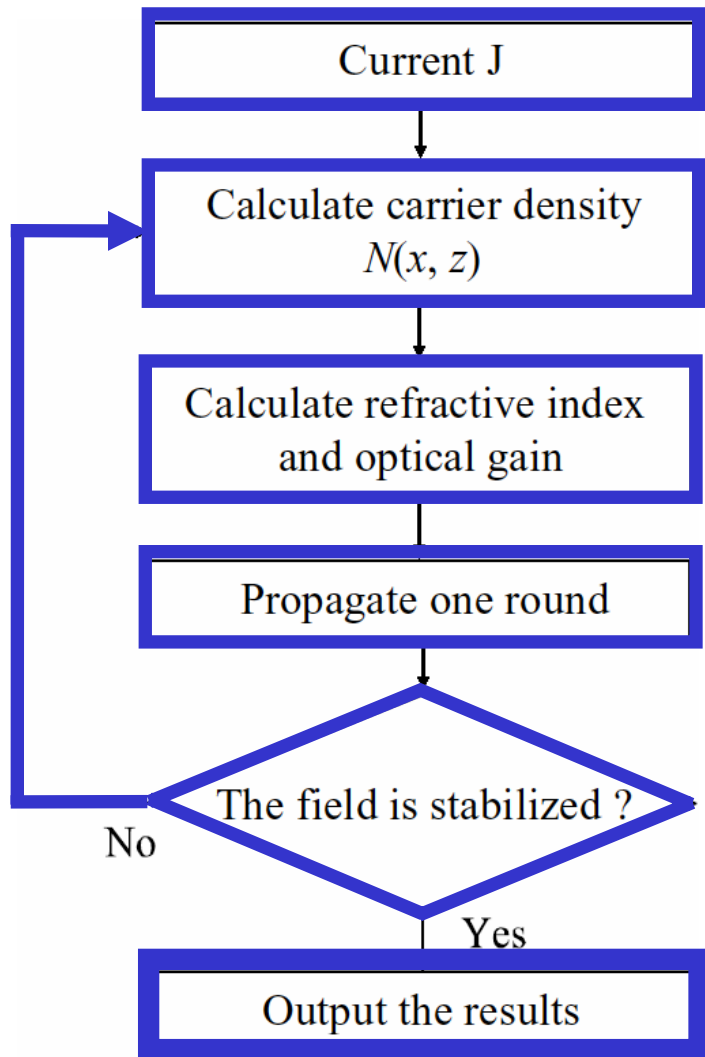 Current J
Calculate carrier density
N(x, z)
Calculate refractive index
and optical gain
Propagate one round
The field is stabilized ?
No
Yes
Output the results